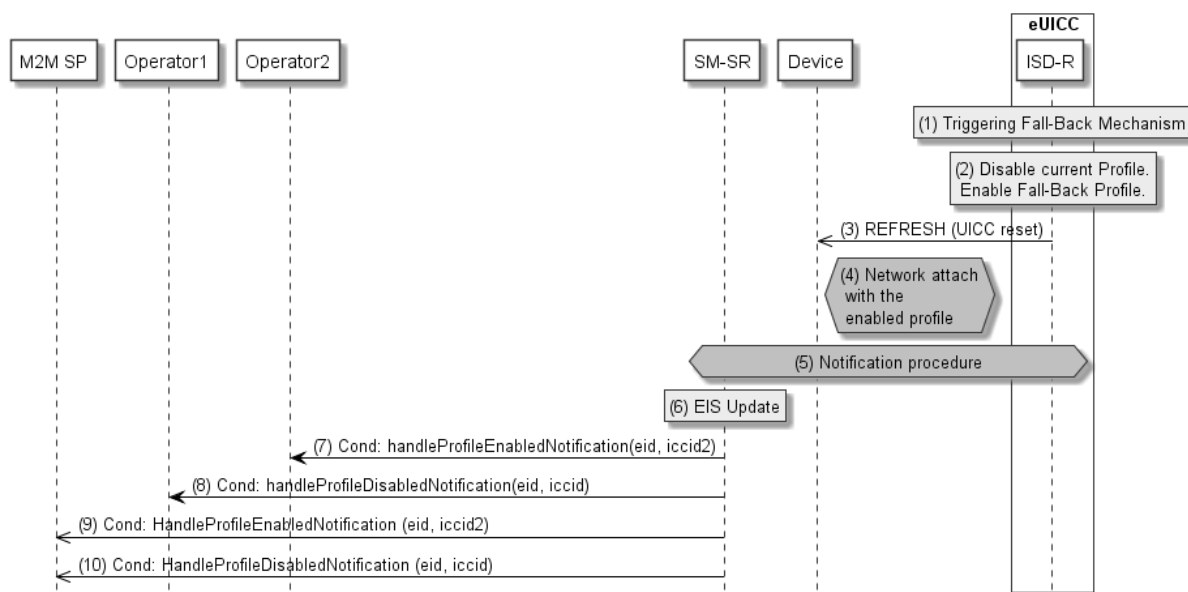 eUICC
M2M SP
Operator1
Operator2
SM-SR
Device
ISD-R
(1) Triggering Fall-Back Mechanism
(2) Disable current Profile.
Enable Fall-Back Profile.
(3) REFRESH (UICC reset)
(4) Network attach
with the
enabled profile
(5) Notification procedure
(6) EIS Update
(7) Cond: handleProfileEnabledNotification(eid, iccid2)
(8) Cond: handleProfileDisabledNotification(eid, iccid)
(9) Cond: HandleProfileEnabledNotification (eid, iccid2)
(10) Cond: HandleProfileDisabledNotification (eid, iccid)